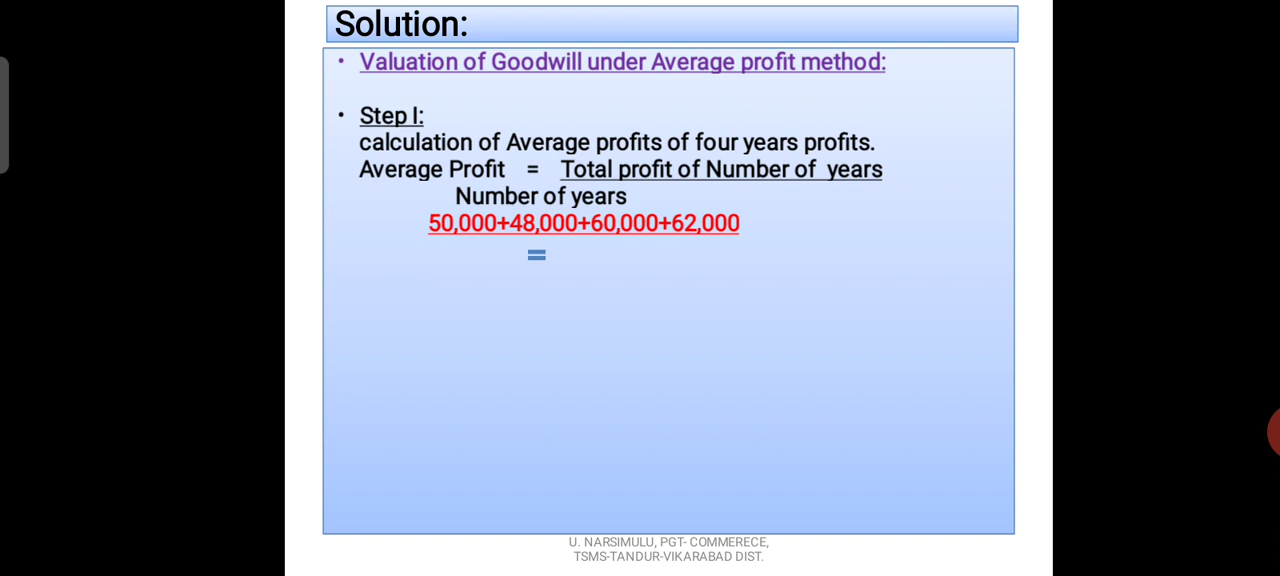 Solution:
• Valuation of Goodwill under Average profit method:
• Step I:
calculation of Average profits of four years profits.
Average Profit = Total profit of Number of years
Number of years
50,000+48,000+60,000+62,000
=
U. NARSIMULU, PGT- COMMERECE,
TSMS-TANDUR-VIKARABAD DIST.